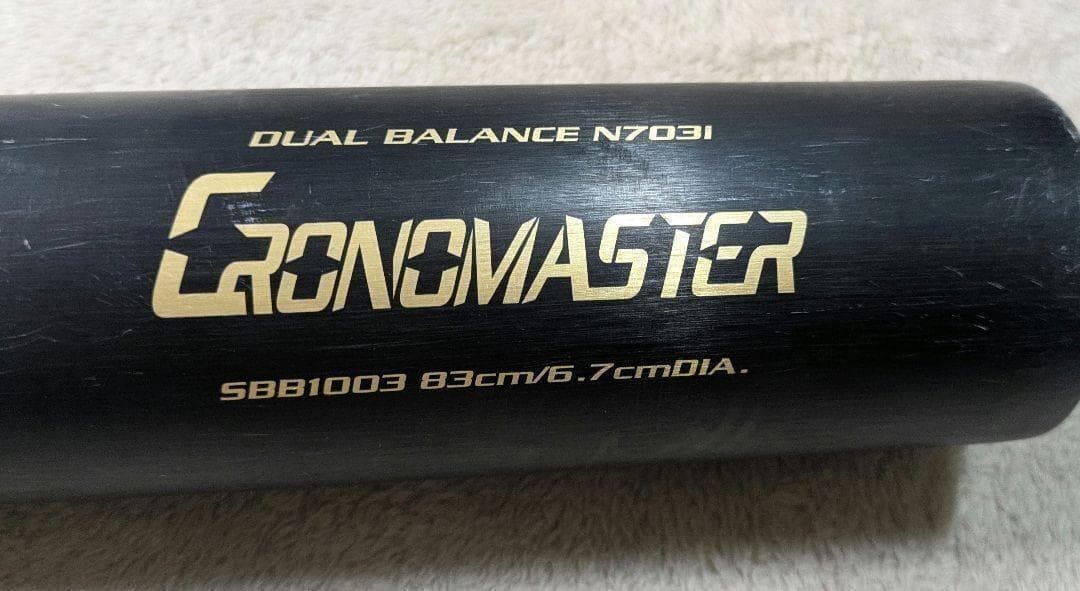 DUAL BALANCE N7031
CRONOMASTER
SBB1003 83cm/6.7cmDIA.